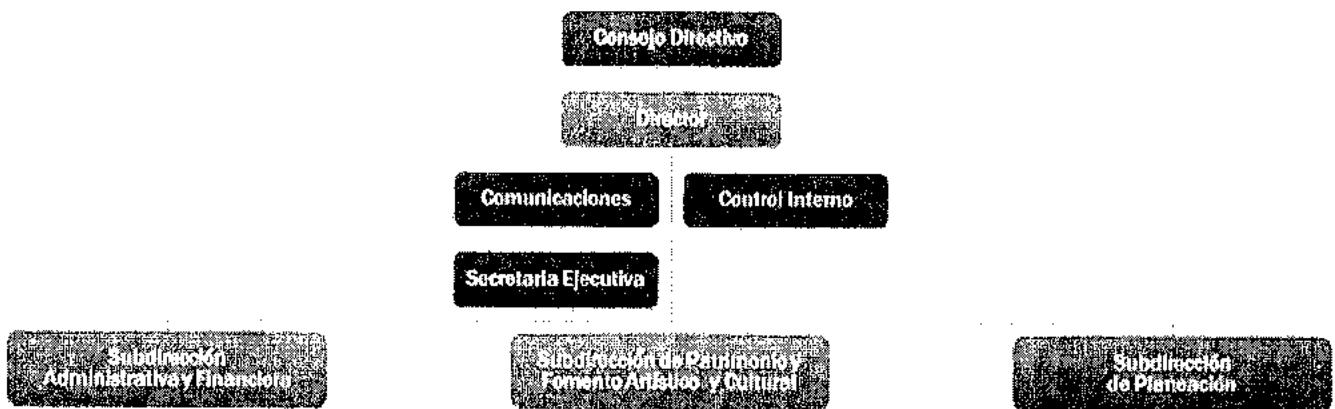 Consejo Directivo
Director
Comunicaciones
Control Interno
Secretaria Ejecutiva
Subdirección
Administrativa y Financiera
Subdirección de Patrimonio y
Fomento Artístico y Cultural
Subdirección
de Planeación